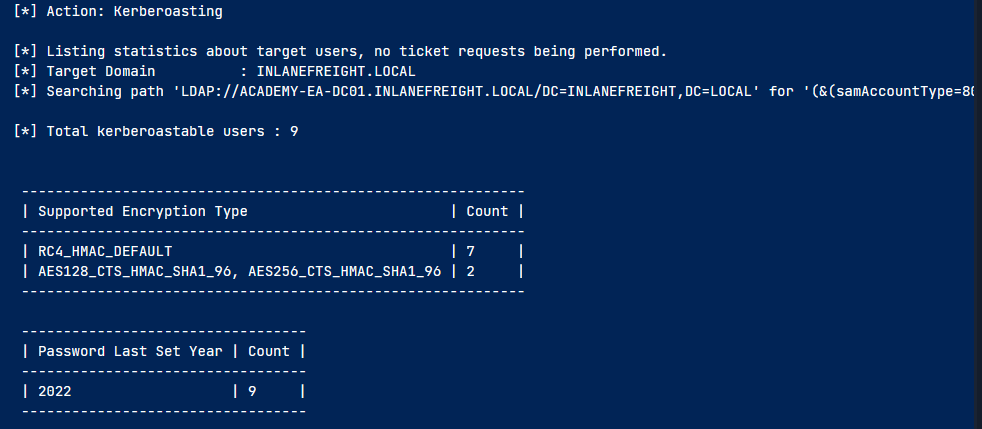 [*] Action: Kerberoasting
[*] Listing statistics about target users, no ticket requests being performed.
[*] Target Domain          : INLANEFREIGHT.LOCAL
[*] Searching path 'LDAP://ACADEMY-EA-DC01.INLANEFREIGHT.LOCAL/DC=INLANEFREIGHT,DC=LOCAL' for '(&(samAccountType=80
[*] Total kerberoastable users : 9
------------------------------------------------------------
| Supported Encryption Type                        | Count |
------------------------------------------------------------
| RC4_HMAC_DEFAULT                                 | 7     |
| AES128_CTS_HMAC_SHA1_96, AES256_CTS_HMAC_SHA1_96 | 2     |
------------------------------------------------------------
----------------------------------
| Password Last Set Year | Count |
----------------------------------
| 2022                   | 9     |
----------------------------------